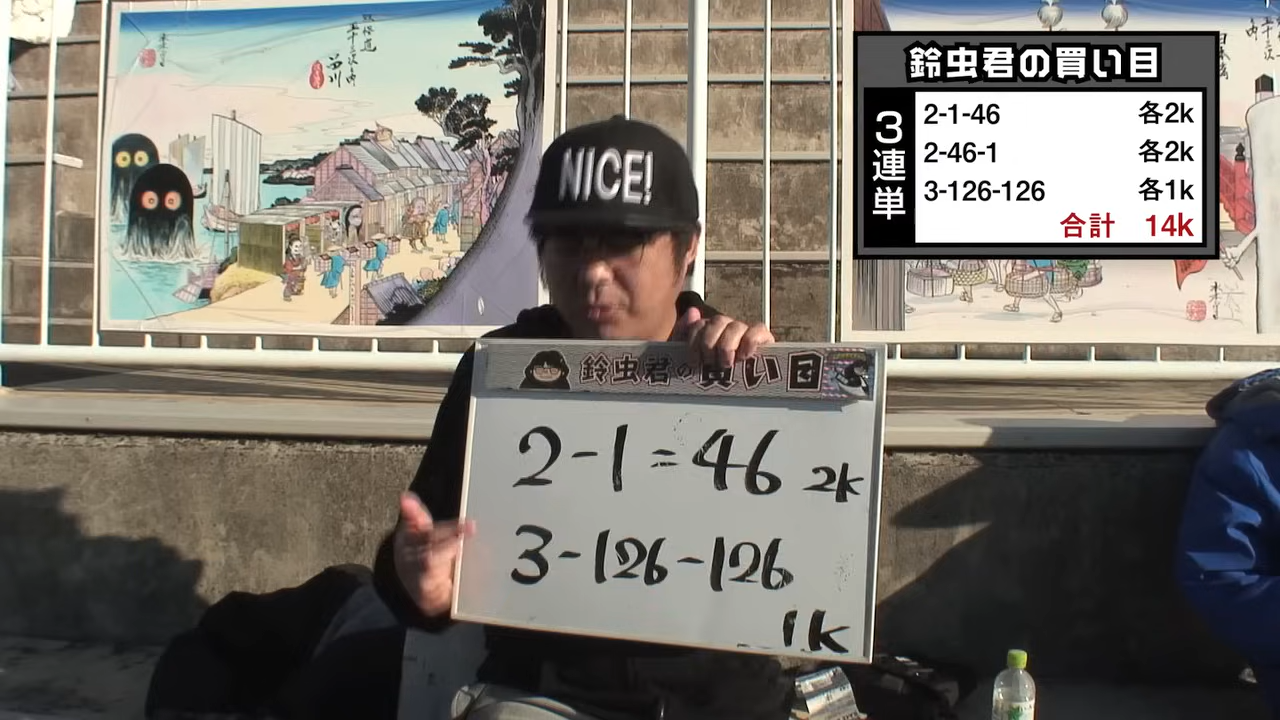 鈴虫君の買い目
3連単
2-1-46 各2k
2-46-1 各2k
3-126-126 各1k
合計 14k
品川
NICE!
鈴虫君の買い目
2-1=46 2k
3-126-126
1k